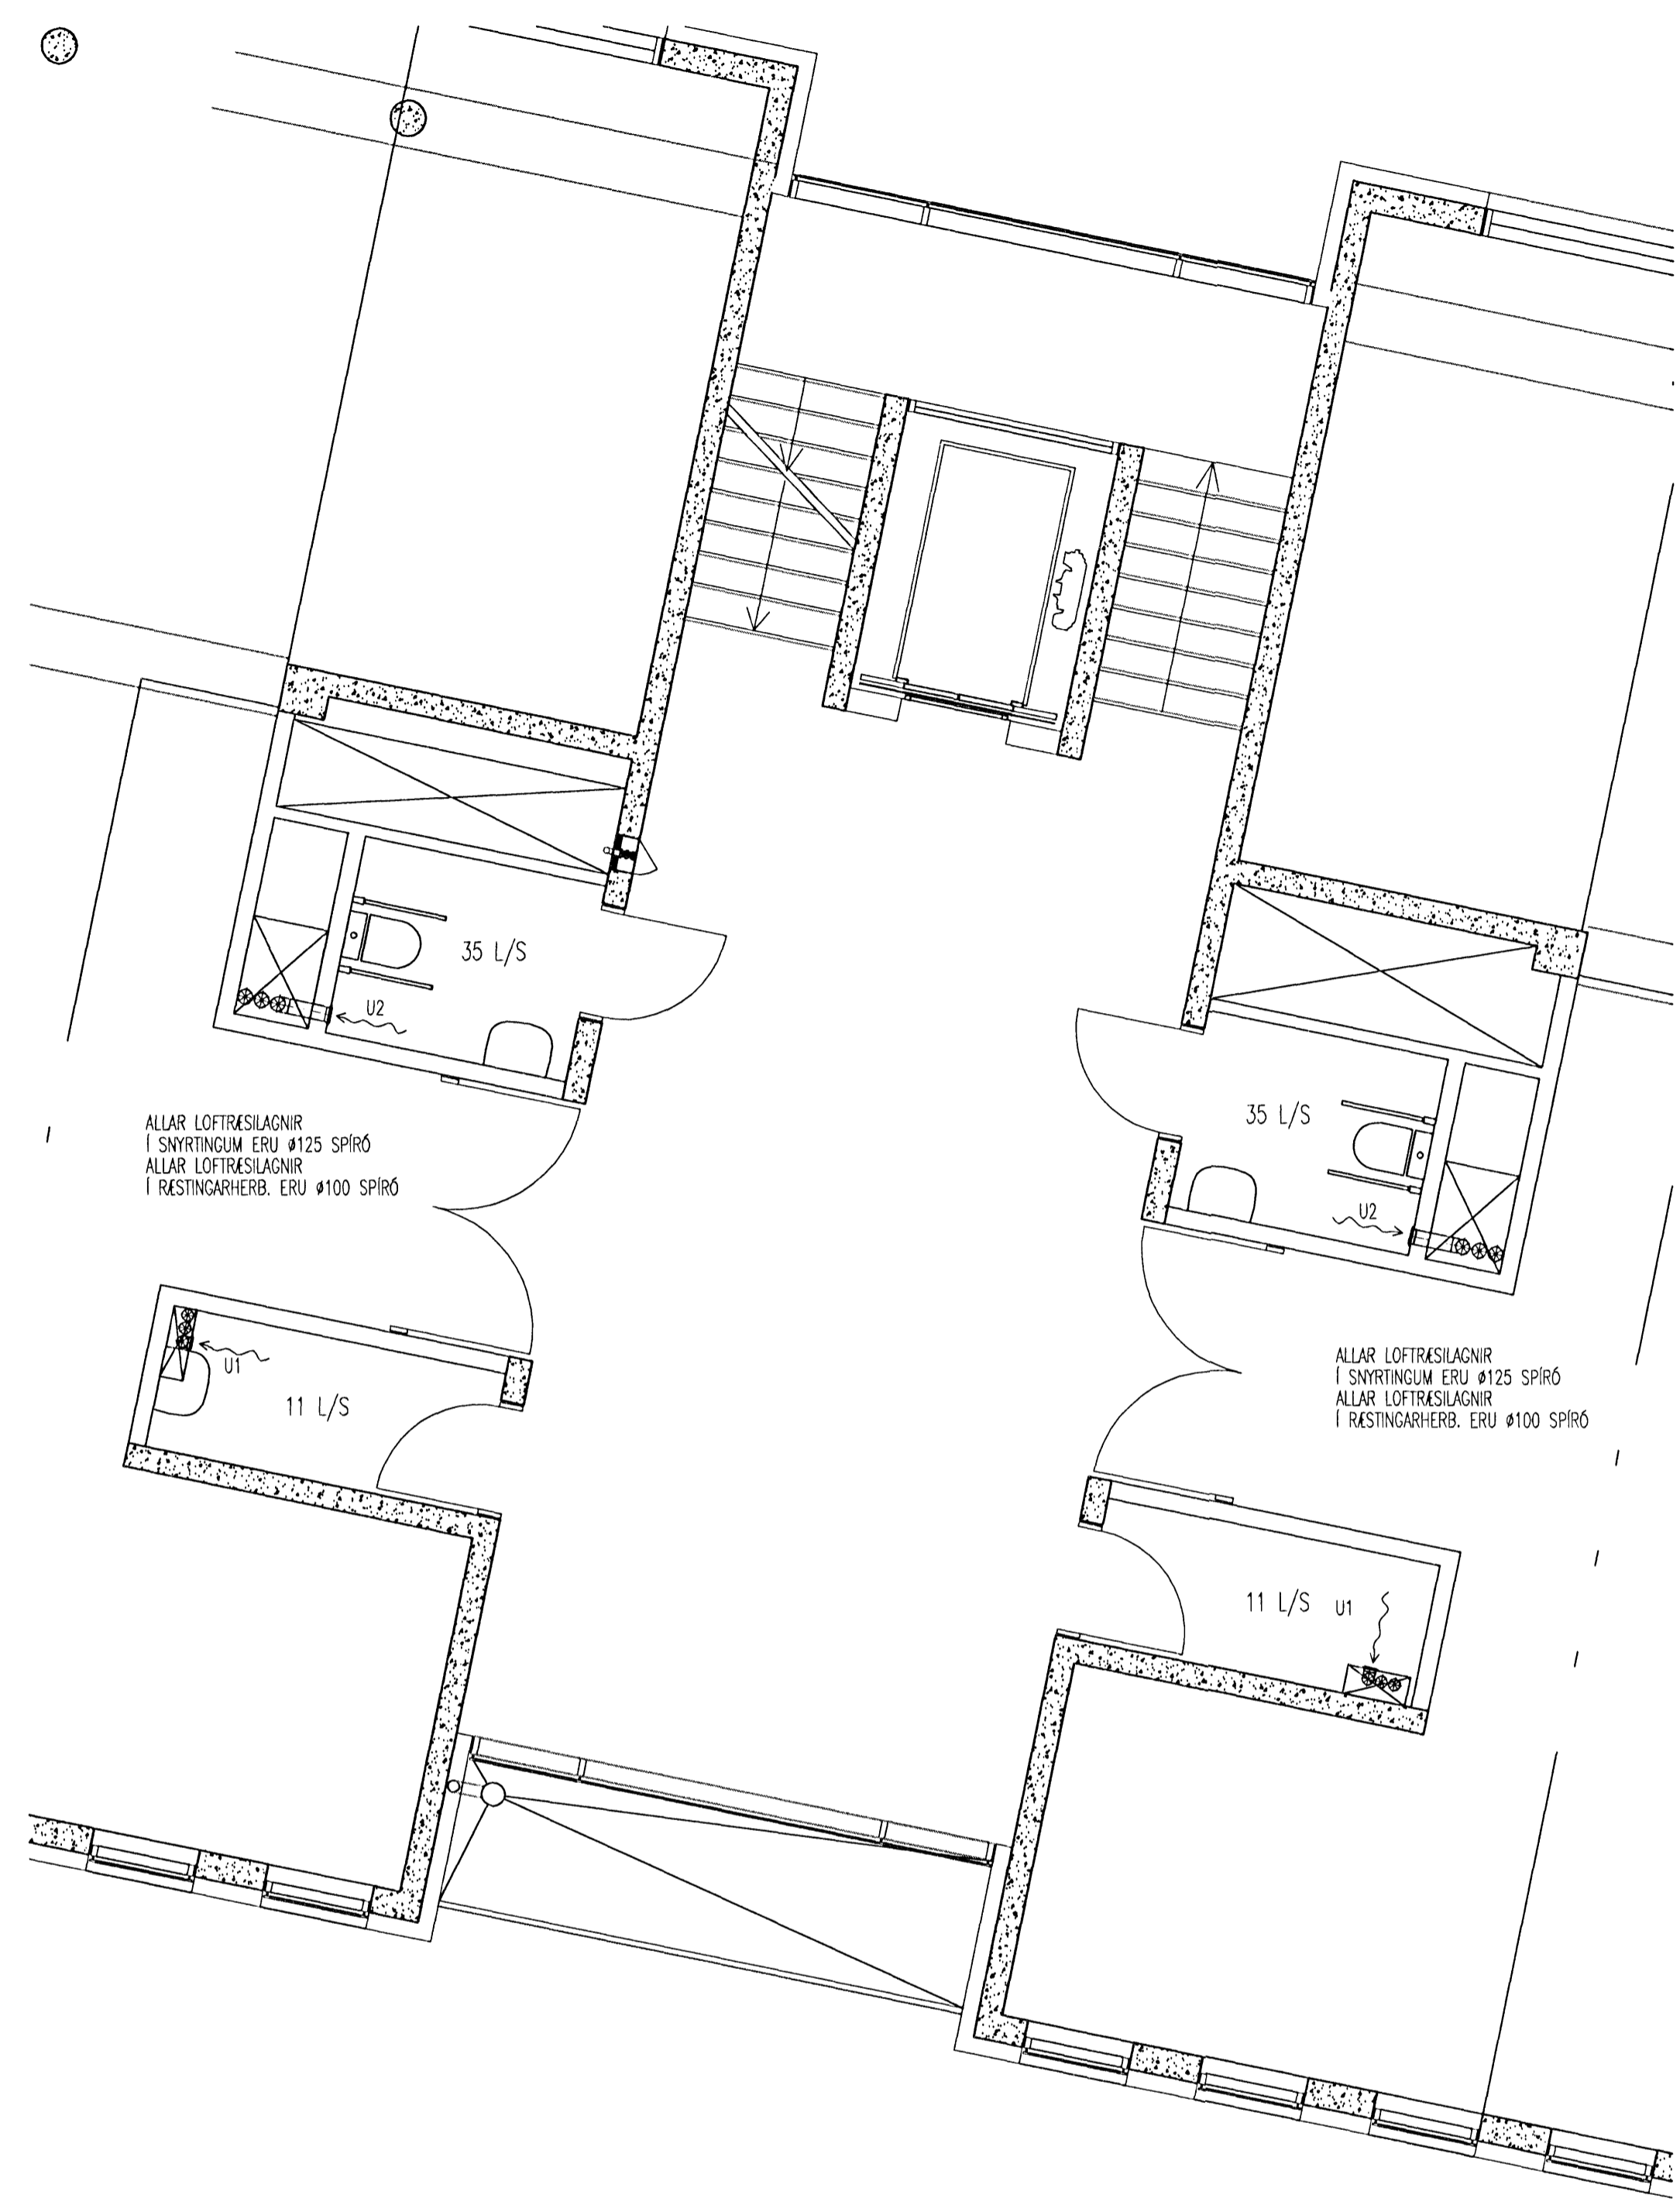 35 L/S
U2
35 L/S
U2
ALLAR LOFTRÆSILAGNIR
Í SNYRTINGUM ERU ø125 SPÍRÓ
ALLAR LOFTRÆSILAGNIR
Í RÆSTINGARHERB. ERU ø100 SPÍRÓ
U1
11 L/S
ALLAR LOFTRÆSILAGNIR
Í SNYRTINGUM ERU ø125 SPÍRÓ
ALLAR LOFTRÆSILAGNIR
Í RÆSTINGARHERB. ERU ø100 SPÍRÓ
11 L/S U1